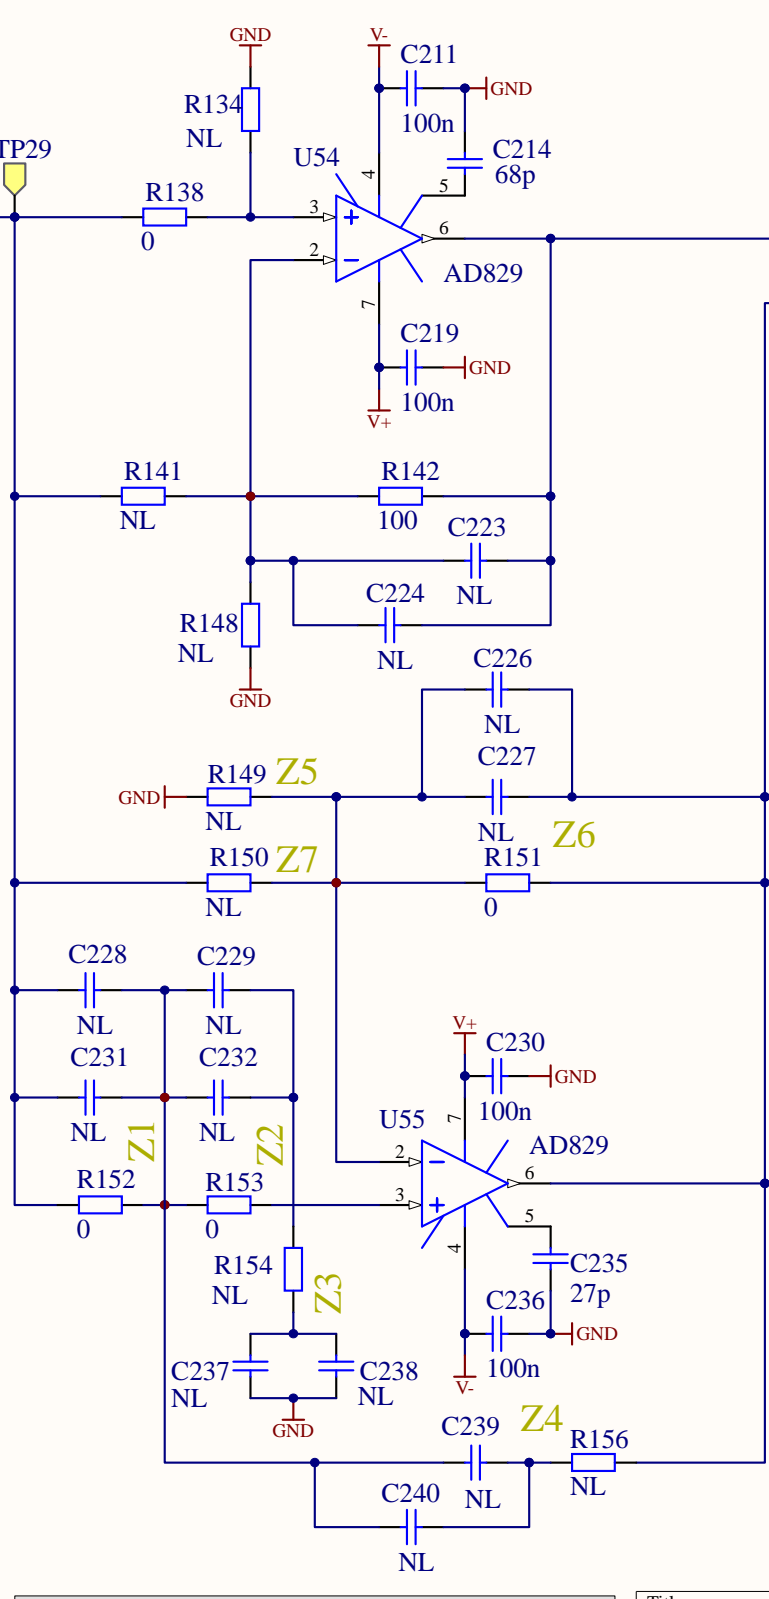 GND
V-
C211
GND
100n
R134
NL
C214
68p
TP29
U54
4
5
R138
3
6
0
2
AD829
7
C219
GND
100n
V+
R141
R142
NL
100
C223
C224
NL
R148
NL
NL
GND
C226
NL
R149
Z5
C227
GND
NL
NL
Z6
R150
Z7
R151
NL
0
C228
C229
NL
NL
V+
C230
C231
C232
GND
7
100n
NL
Z1
NL
Z2
U55
AD829
2
6
R152
R153
3
5
0
0
4
R154
NL
Z3
C235
27p
C236
GND
100n
C237
NL
C238
NL
V-
GND
C239
Z4
R156
NL
NL
C240
NL